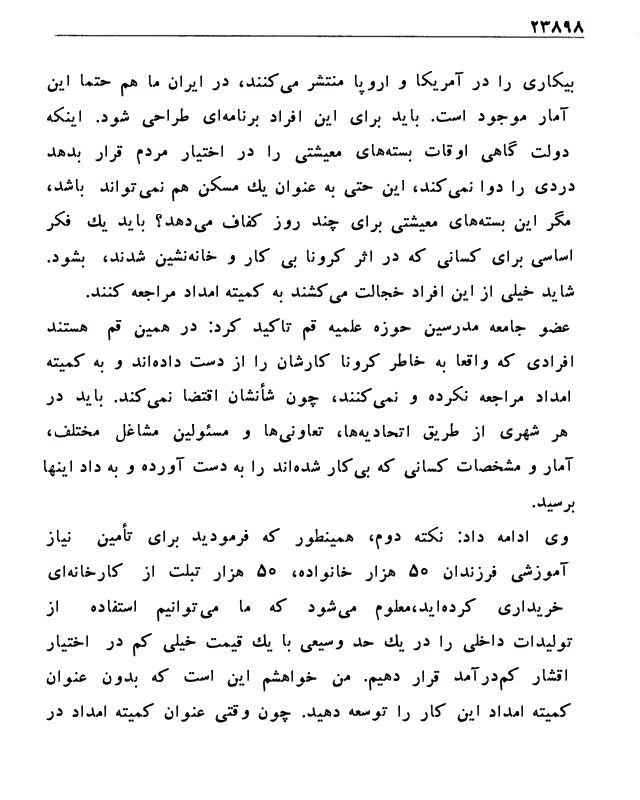 ۲۳۸۹۸
بیکاری را در آمریکا و اروپا منتشر می‌کنند، در ایران ما هم حتما این
آمار موجود است. باید برای این افراد برنامه‌ای طراحی شود. اینکه
دولت گاهی اوقات بسته‌های معیشتی را در اختیار مردم قرار بدهد
دردی را دوا نمی‌کند، این حتی به عنوان یك مسکن هم نمی‌تواند باشد،
مگر این بسته‌های معیشتی برای چند روز کفاف می‌دهد؟ باید یك فکر
اساسی برای کسانی که در اثر کرونا بی کار و خانه‌نشین شدند، بشود.
شاید خیلی از این افراد خجالت می‌کشند به کمیته امداد مراجعه کنند.
عضو جامعه مدرسین حوزه علمیه قم تاکید کرد: در همین قم هستند
افرادی که واقعا به خاطر کرونا کارشان را از دست داده‌اند و به کمیته
امداد مراجعه نکرده و نمی‌کنند، چون شأنشان اقتضا نمی‌کند. باید در
هر شهری از طریق اتحادیه‌ها، تعاونی‌ها و مسئولین مشاغل مختلف،
آمار و مشخصات کسانی که بی‌کار شده‌اند را به دست آورده و به داد اینها
برسید.
وی ادامه داد: نکته دوم، همینطور که فرمودید برای تأمین نیاز
آموزشی فرزندان ۵۰ هزار خانواده، ۵۰ هزار تبلت از کارخانه‌ای
خریداری کرده‌اید،معلوم می‌شود که ما می‌توانیم استفاده از
تولیدات داخلی را در یك حد وسیعی با یك قیمت خیلی کم در اختیار
اقشار کم‌درآمد قرار دهیم. من خواهشم این است که بدون عنوان
کمیته امداد این کار را توسعه دهید. چون وقتی عنوان کمیته امداد در